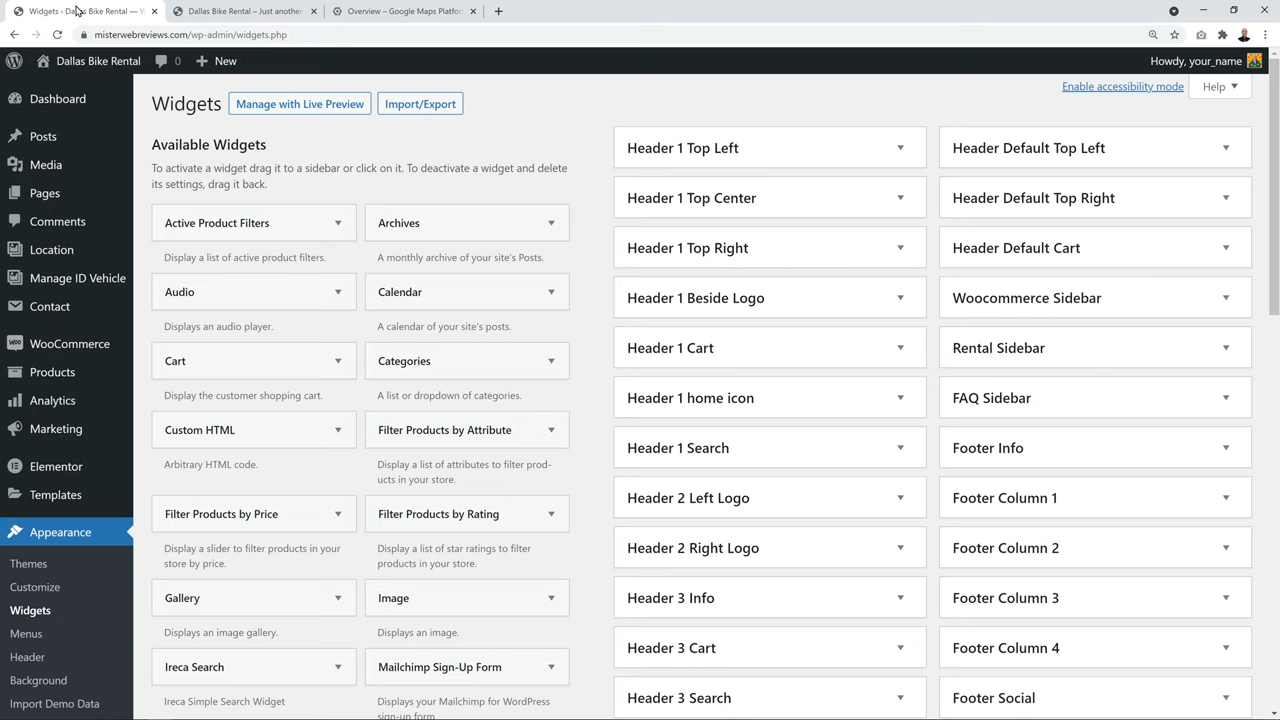 Widgets ‹ Dallas Bike Rental — W
Dallas Bike Rental – Just another
Overview – Google Maps Platfor
misterwebreviews.com/wp-admin/widgets.php
Dallas Bike Rental
0
New
Howdy, your_name
Dashboard
Posts
Media
Pages
Comments
Location
Manage ID Vehicle
Contact
WooCommerce
Products
Analytics
Marketing
Elementor
Templates
Appearance
Themes
Customize
Widgets
Menus
Header
Background
Import Demo Data
Widgets
Manage with Live Preview
Import/Export
Enable accessibility mode
Help
Available Widgets
To activate a widget drag it to a sidebar or click on it. To deactivate a widget and delete
its settings, drag it back.
Active Product Filters
Display a list of active product filters.
Archives
A monthly archive of your site's Posts.
Audio
Displays an audio player.
Calendar
A calendar of your site's posts.
Cart
Display the customer shopping cart.
Categories
A list or dropdown of categories.
Custom HTML
Arbitrary HTML code.
Filter Products by Attribute
Display a list of attributes to filter prod-
ucts in your store.
Filter Products by Price
Display a slider to filter products in your
store by price.
Filter Products by Rating
Display a list of star ratings to filter
products in your store.
Gallery
Displays an image gallery.
Image
Displays an image.
Ireca Search
Ireca Simple Search Widget
Mailchimp Sign-Up Form
Displays your Mailchimp for WordPress
sign-up form
Header 1 Top Left
Header 1 Top Center
Header 1 Top Right
Header 1 Beside Logo
Header 1 Cart
Header 1 home icon
Header 1 Search
Header 2 Left Logo
Header 2 Right Logo
Header 3 Info
Header 3 Cart
Header 3 Search
Header Default Top Left
Header Default Top Right
Header Default Cart
Woocommerce Sidebar
Rental Sidebar
FAQ Sidebar
Footer Info
Footer Column 1
Footer Column 2
Footer Column 3
Footer Column 4
Footer Social